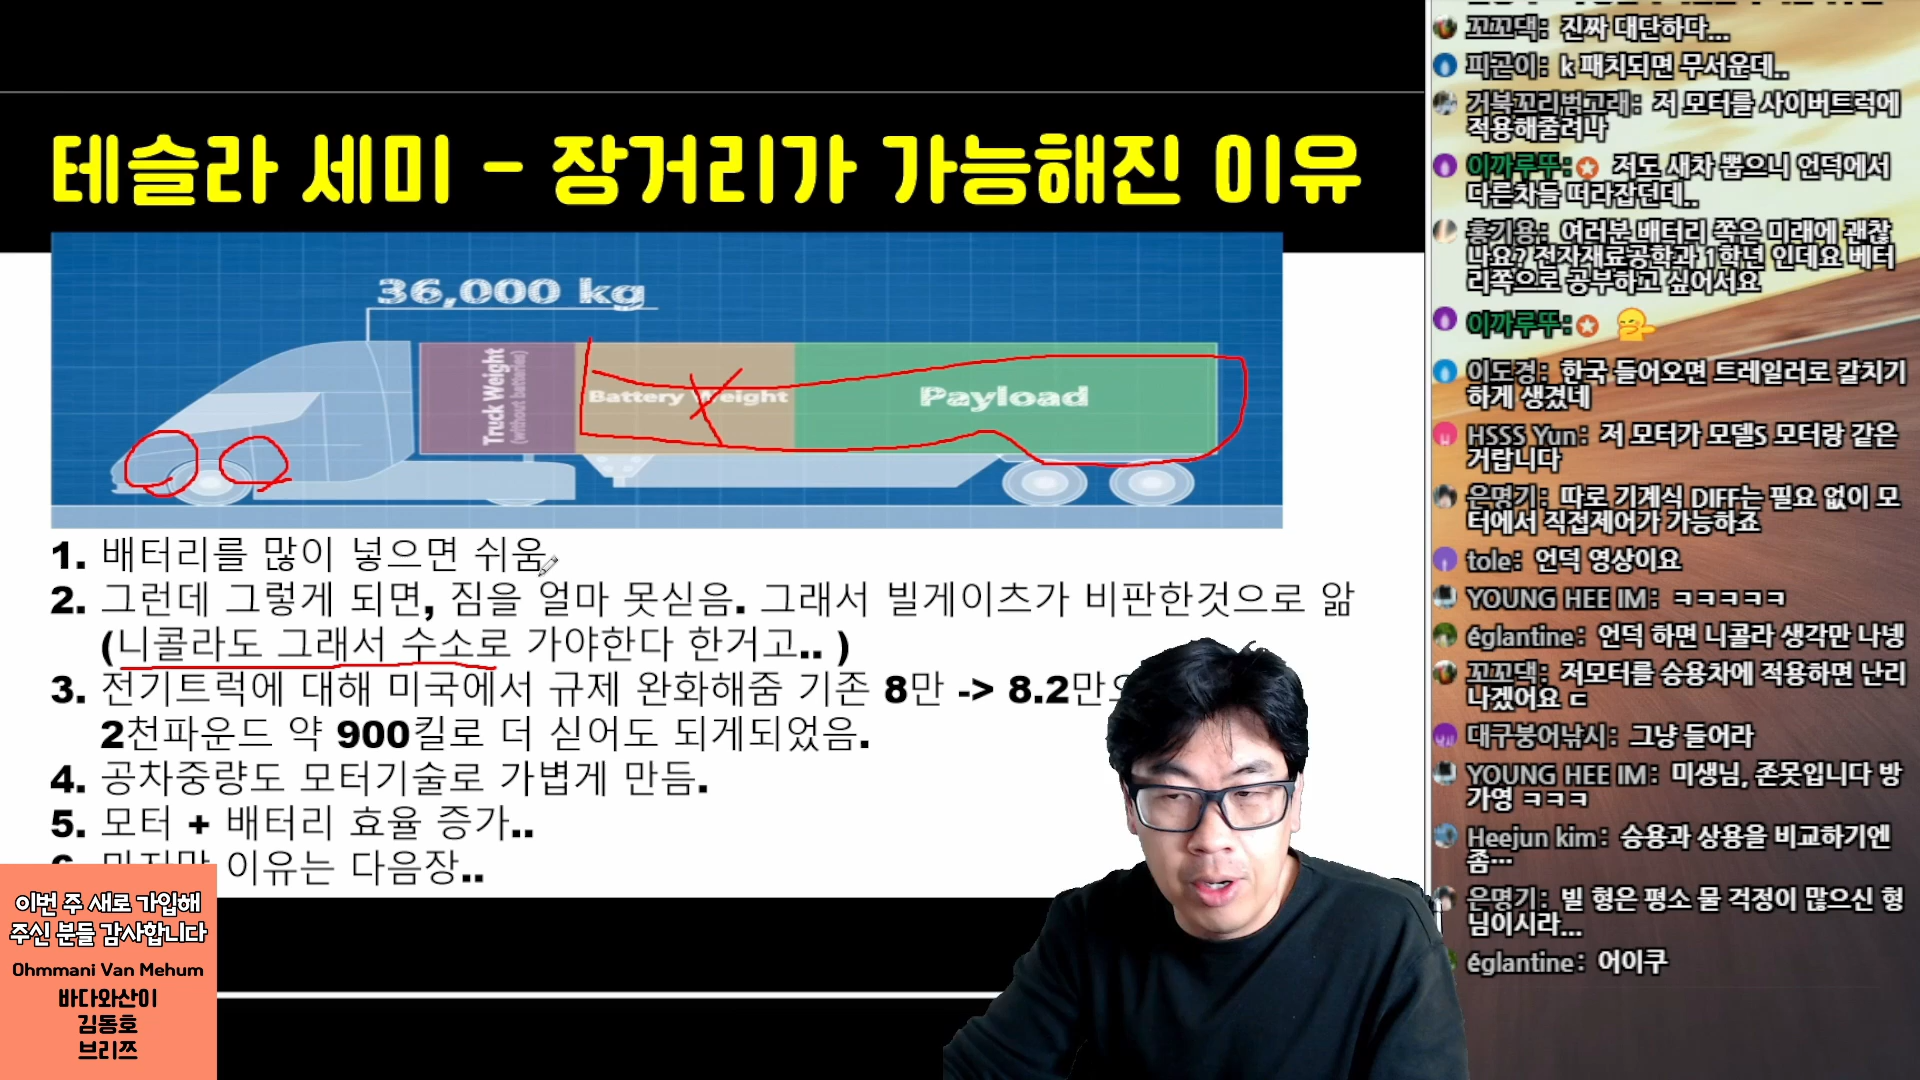 테슬라 세미 - 장거리가 가능해진 이유
36,000 kg
Truck Weight
(without batteries)
Battery Weight
Payload
1. 배터리를 많이 넣으면 쉬움
2. 그런데 그렇게 되면, 짐을 얼마 못싣음. 그래서 빌게이츠가 비판한것으로 앎
(니콜라도 그래서 수소로 가야한다 한거고.. )
3. 전기트럭에 대해 미국에서 규제 완화해줌 기존 8만 -> 8.2만
2천파운드 약 900킬로 더 싣어도 되게되었음.
4. 공차중량도 모터기술로 가볍게 만듬.
5. 모터 + 배터리 효율 증가..
이유는 다음장..
이번 주 새로 가입해
주신 분들 감사합니다
Ohmmani Van Mehum
바다와산이
김동호
브리쯔
꼬꼬댁: 진짜 대단하다...
피곤이: k 패치되면 무서운데..
거북꼬리범고래: 저 모터를 사이버트럭에
적용해줄려나
이까루뚜: 저도 새차 뽑으니 언덕에서
다른차들 떠라잡던데..
홍기용: 여러분 배터리 쪽은 미래에 괜찮
나요? 전자재료공학과 1학년 인데요 베터
리쪽으로 공부하고 싶어서요
이까루뚜:
이도경: 한국 들어오면 트레일러로 칼치기
하게 생겼네
HSSS Yun: 저 모터가 모델S 모터랑 같은
거랍니다
은명기: 따로 기계식 DIFF는 필요 없이 모
터에서 직접제어가 가능하죠
tole: 언덕 영상이요
YOUNG HEE IM: ㅋㅋㅋㅋㅋ
églantine: 언덕 하면 니콜라 생각만 나넹
꼬꼬댁: 저모터를 승용차에 적용하면 난리
나겠어요 ㄷ
대구붕어낚시: 그냥 들어라
YOUNG HEE IM: 미생님, 존못입니다 방
가영 ㅋㅋㅋ
Heejun kim: 승용과 상용을 비교하기엔
좀…
은명기: 빌 형은 평소 물 걱정이 많으신 형
님이시라...
églantine: 어이쿠